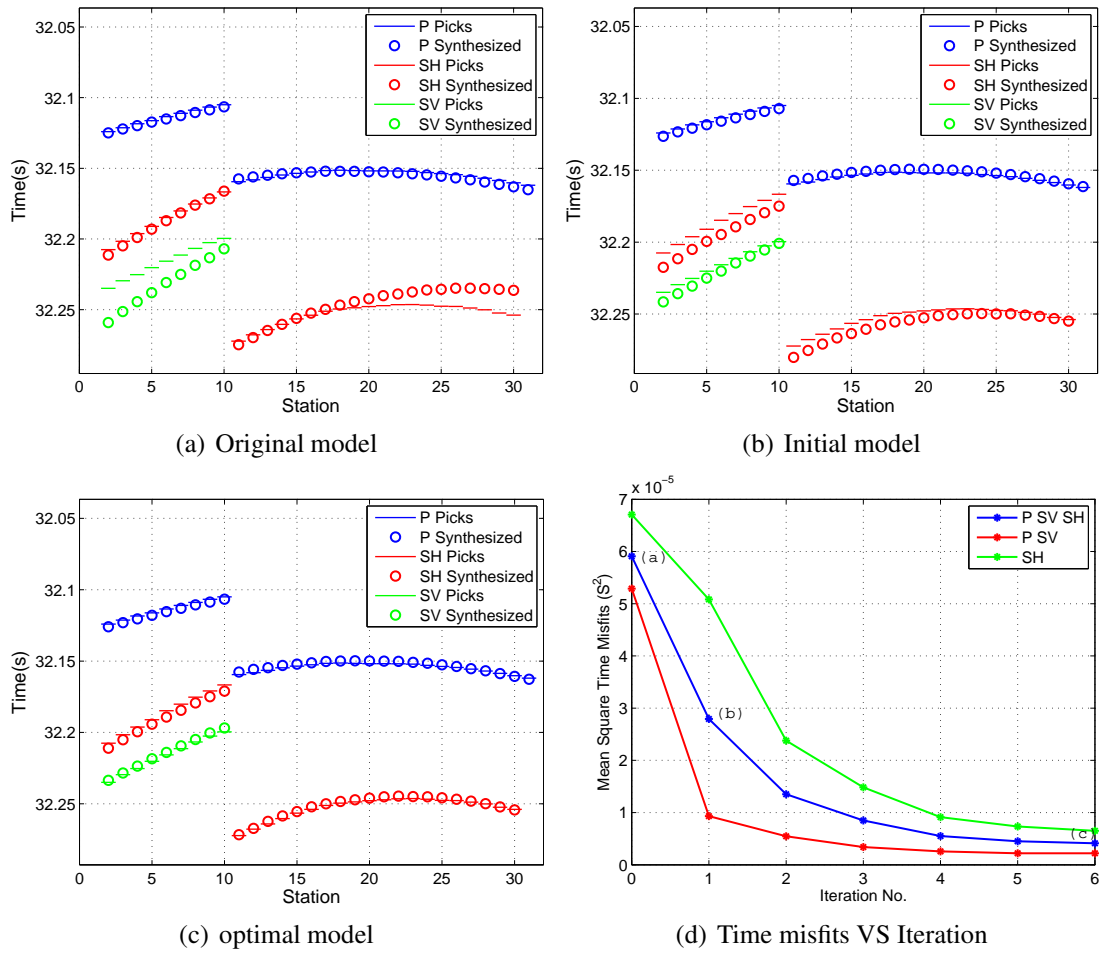 32.05
32.1
32.15
32.2
32.25
Time(s)
0 5 10 15 20 25 30
Station
P Picks
P Synthesized
SH Picks
SH Synthesized
SV Picks
SV Synthesized
(a) Original model
32.05
32.1
32.15
32.2
32.25
Time(s)
0 5 10 15 20 25 30
Station
P Picks
P Synthesized
SH Picks
SH Synthesized
SV Picks
SV Synthesized
(b) Initial model
32.05
32.1
32.15
32.2
32.25
Time(s)
0 5 10 15 20 25 30
Station
P Picks
P Synthesized
SH Picks
SH Synthesized
SV Picks
SV Synthesized
(c) optimal model
x 10⁻⁵
7
6
5
4
3
2
1
0
Mean Square Time Misfits (S²)
0 1 2 3 4 5 6
Iteration No.
P SV SH
P SV
SH
(a)
(b)
(c)
(d) Time misfits VS Iteration